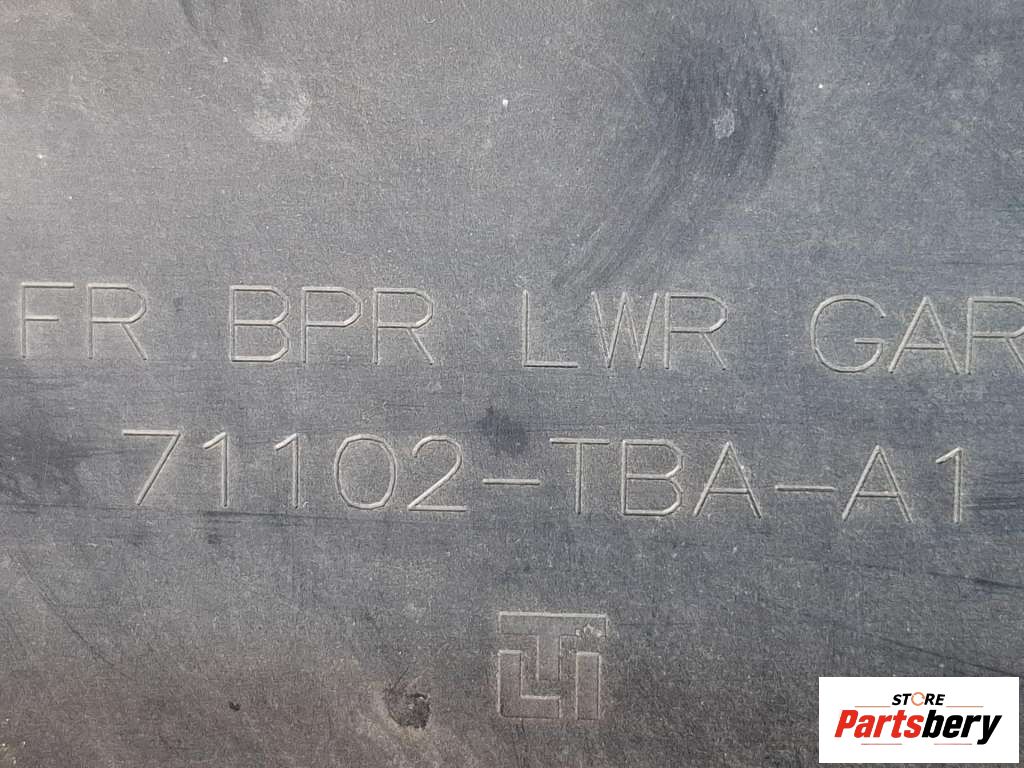 FR BPR LWR GAR
71102-TBA-A1
STORE
Partsbery